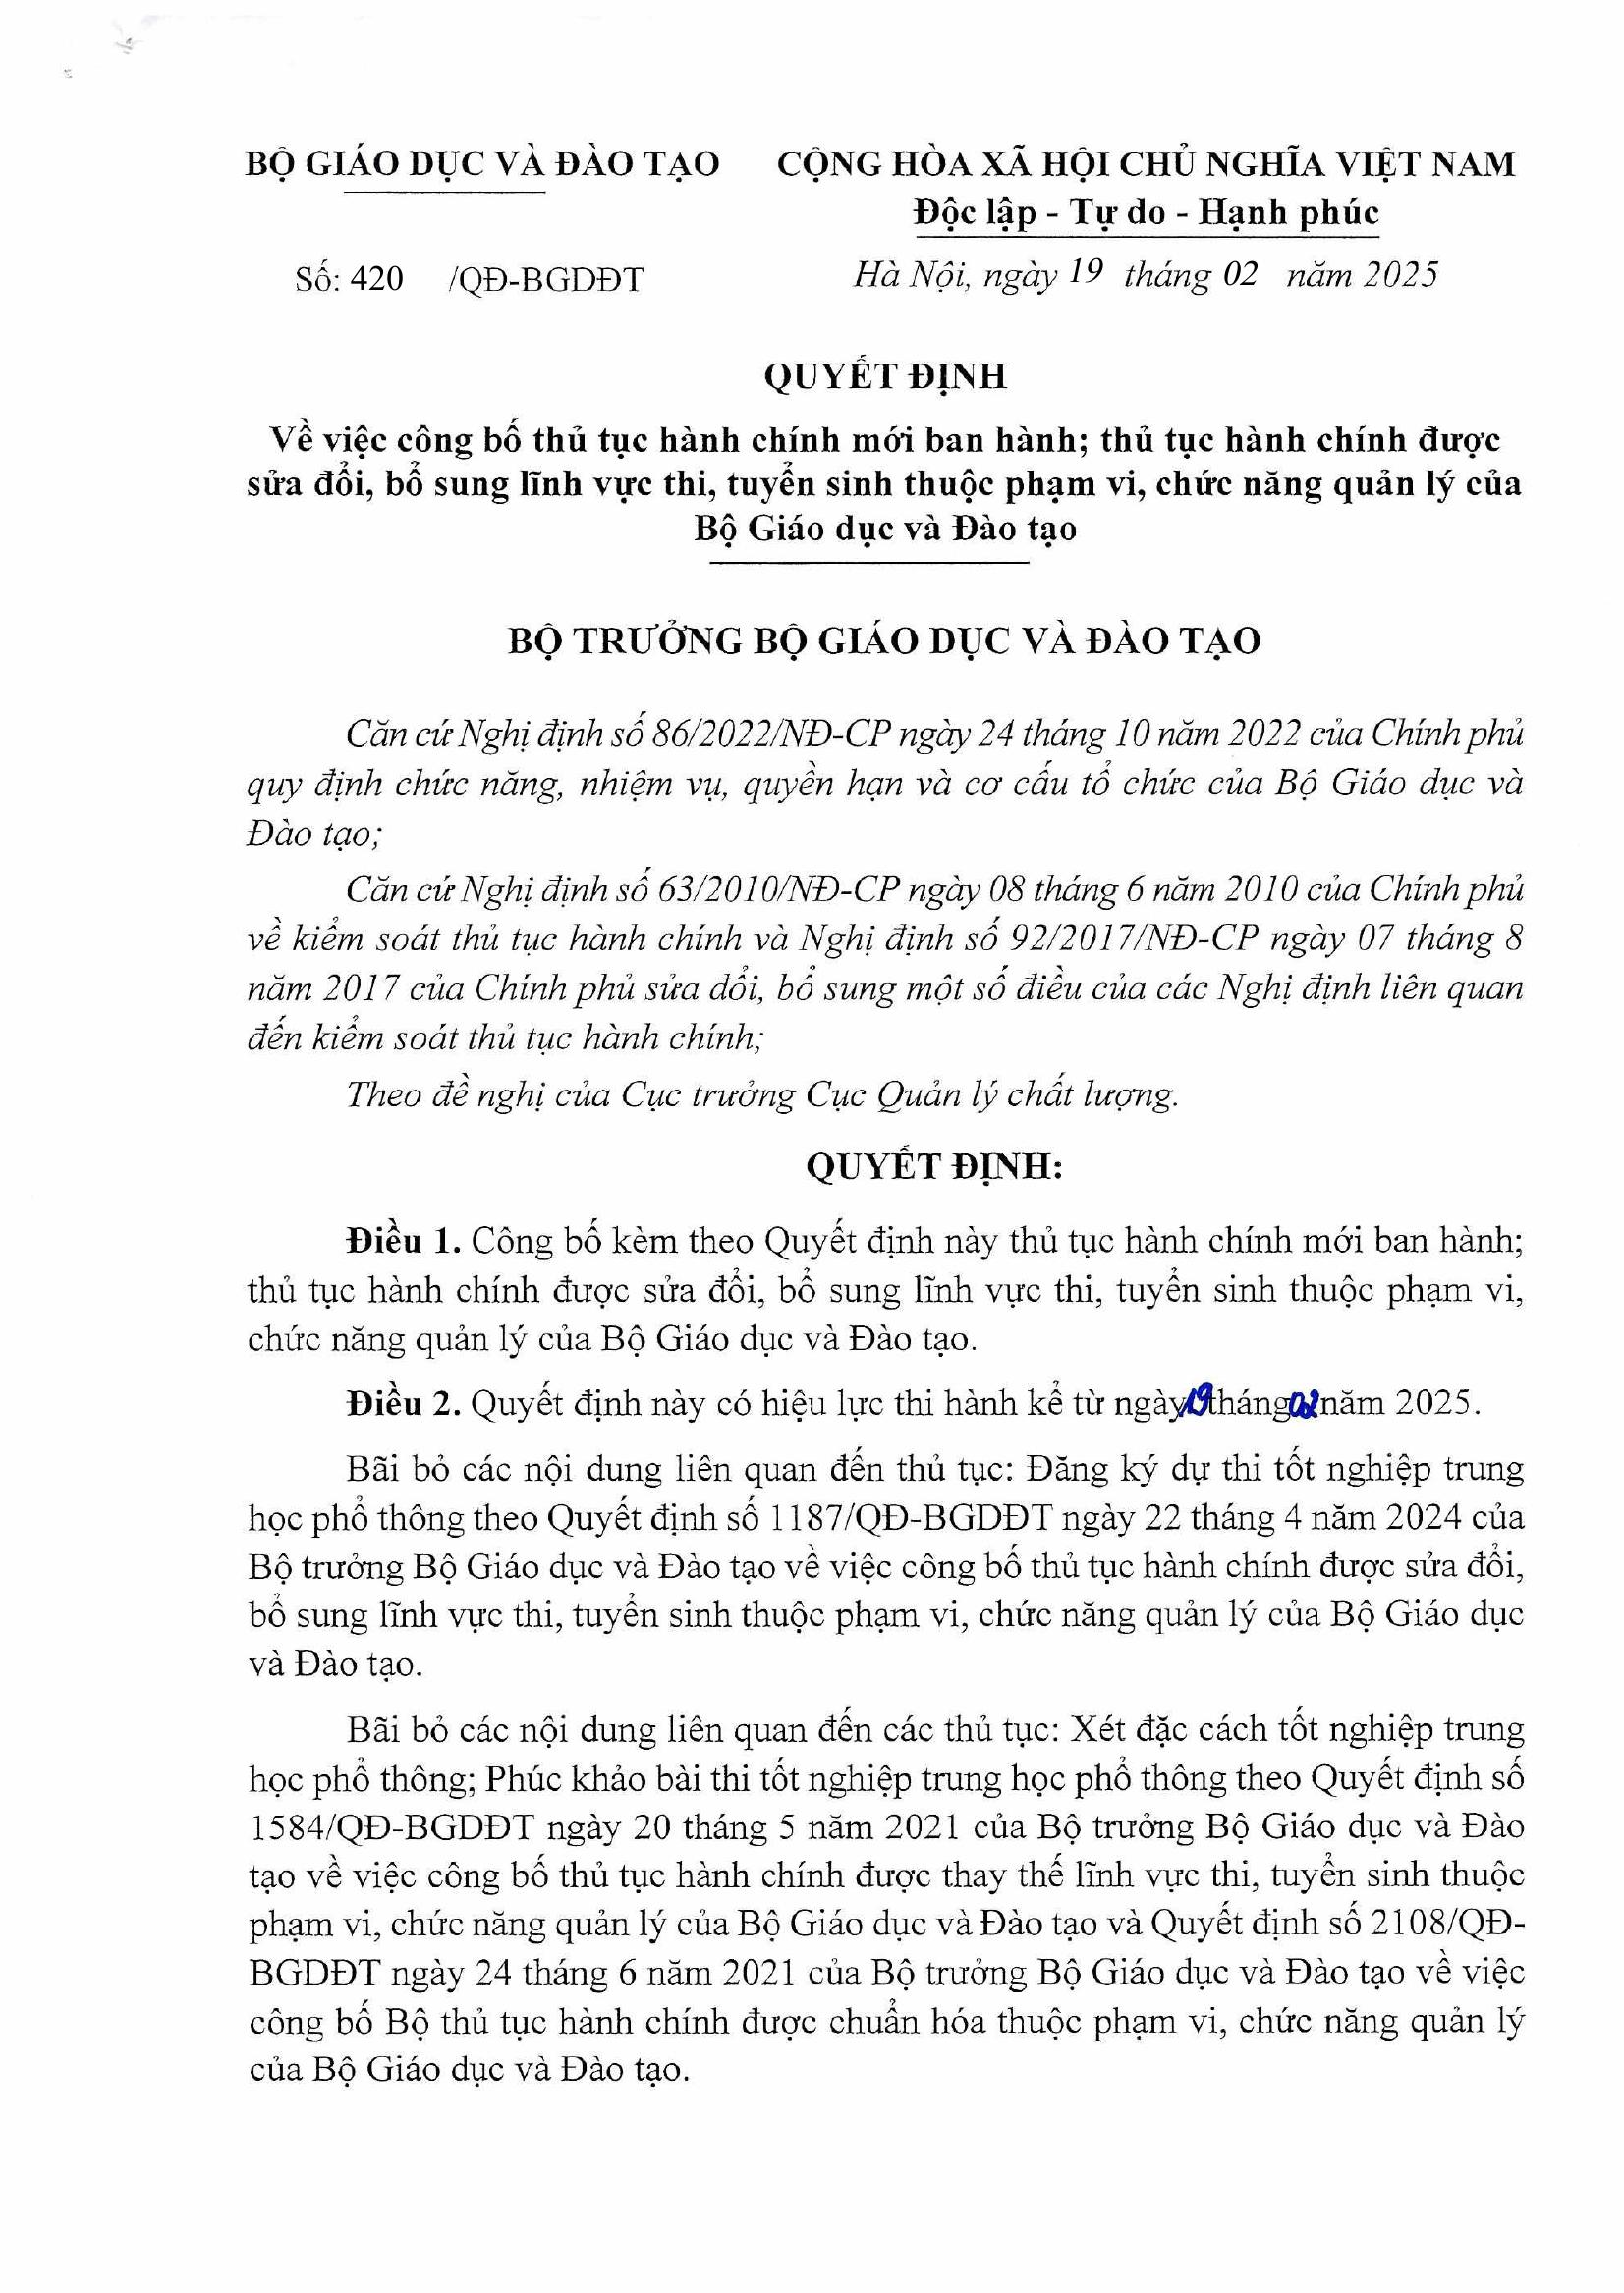 BỘ GIÁO DỤC VÀ ĐÀO TẠO
CỘNG HÒA XÃ HỘI CHỦ NGHĨA VIỆT NAM
Độc lập - Tự do - Hạnh phúc
Số: 420 /QĐ-BGDĐT
Hà Nội, ngày 19 tháng 02 năm 2025
QUYẾT ĐỊNH
Về việc công bố thủ tục hành chính mới ban hành; thủ tục hành chính được
sửa đổi, bổ sung lĩnh vực thi, tuyển sinh thuộc phạm vi, chức năng quản lý của
Bộ Giáo dục và Đào tạo
BỘ TRƯỞNG BỘ GIÁO DỤC VÀ ĐÀO TẠO
Căn cứ Nghị định số 86/2022/NĐ-CP ngày 24 tháng 10 năm 2022 của Chính phủ
quy định chức năng, nhiệm vụ, quyền hạn và cơ cấu tổ chức của Bộ Giáo dục và
Đào tạo;
Căn cứ Nghị định số 63/2010/NĐ-CP ngày 08 tháng 6 năm 2010 của Chính phủ
về kiểm soát thủ tục hành chính và Nghị định số 92/2017/NĐ-CP ngày 07 tháng 8
năm 2017 của Chính phủ sửa đổi, bổ sung một số điều của các Nghị định liên quan
đến kiểm soát thủ tục hành chính;
Theo đề nghị của Cục trưởng Cục Quản lý chất lượng.
QUYẾT ĐỊNH:
Điều 1. Công bố kèm theo Quyết định này thủ tục hành chính mới ban hành;
thủ tục hành chính được sửa đổi, bổ sung lĩnh vực thi, tuyển sinh thuộc phạm vi,
chức năng quản lý của Bộ Giáo dục và Đào tạo.
Điều 2. Quyết định này có hiệu lực thi hành kể từ ngày 19 tháng 02 năm 2025.
Bãi bỏ các nội dung liên quan đến thủ tục: Đăng ký dự thi tốt nghiệp trung
học phổ thông theo Quyết định số 1187/QĐ-BGDĐT ngày 22 tháng 4 năm 2024 của
Bộ trưởng Bộ Giáo dục và Đào tạo về việc công bố thủ tục hành chính được sửa đổi,
bổ sung lĩnh vực thi, tuyển sinh thuộc phạm vi, chức năng quản lý của Bộ Giáo dục
và Đào tạo.
Bãi bỏ các nội dung liên quan đến các thủ tục: Xét đặc cách tốt nghiệp trung
học phổ thông; Phúc khảo bài thi tốt nghiệp trung học phổ thông theo Quyết định số
1584/QĐ-BGDĐT ngày 20 tháng 5 năm 2021 của Bộ trưởng Bộ Giáo dục và Đào
tạo về việc công bố thủ tục hành chính được thay thế lĩnh vực thi, tuyển sinh thuộc
phạm vi, chức năng quản lý của Bộ Giáo dục và Đào tạo và Quyết định số 2108/QĐ-
BGDĐT ngày 24 tháng 6 năm 2021 của Bộ trưởng Bộ Giáo dục và Đào tạo về việc
công bố Bộ thủ tục hành chính được chuẩn hóa thuộc phạm vi, chức năng quản lý
của Bộ Giáo dục và Đào tạo.